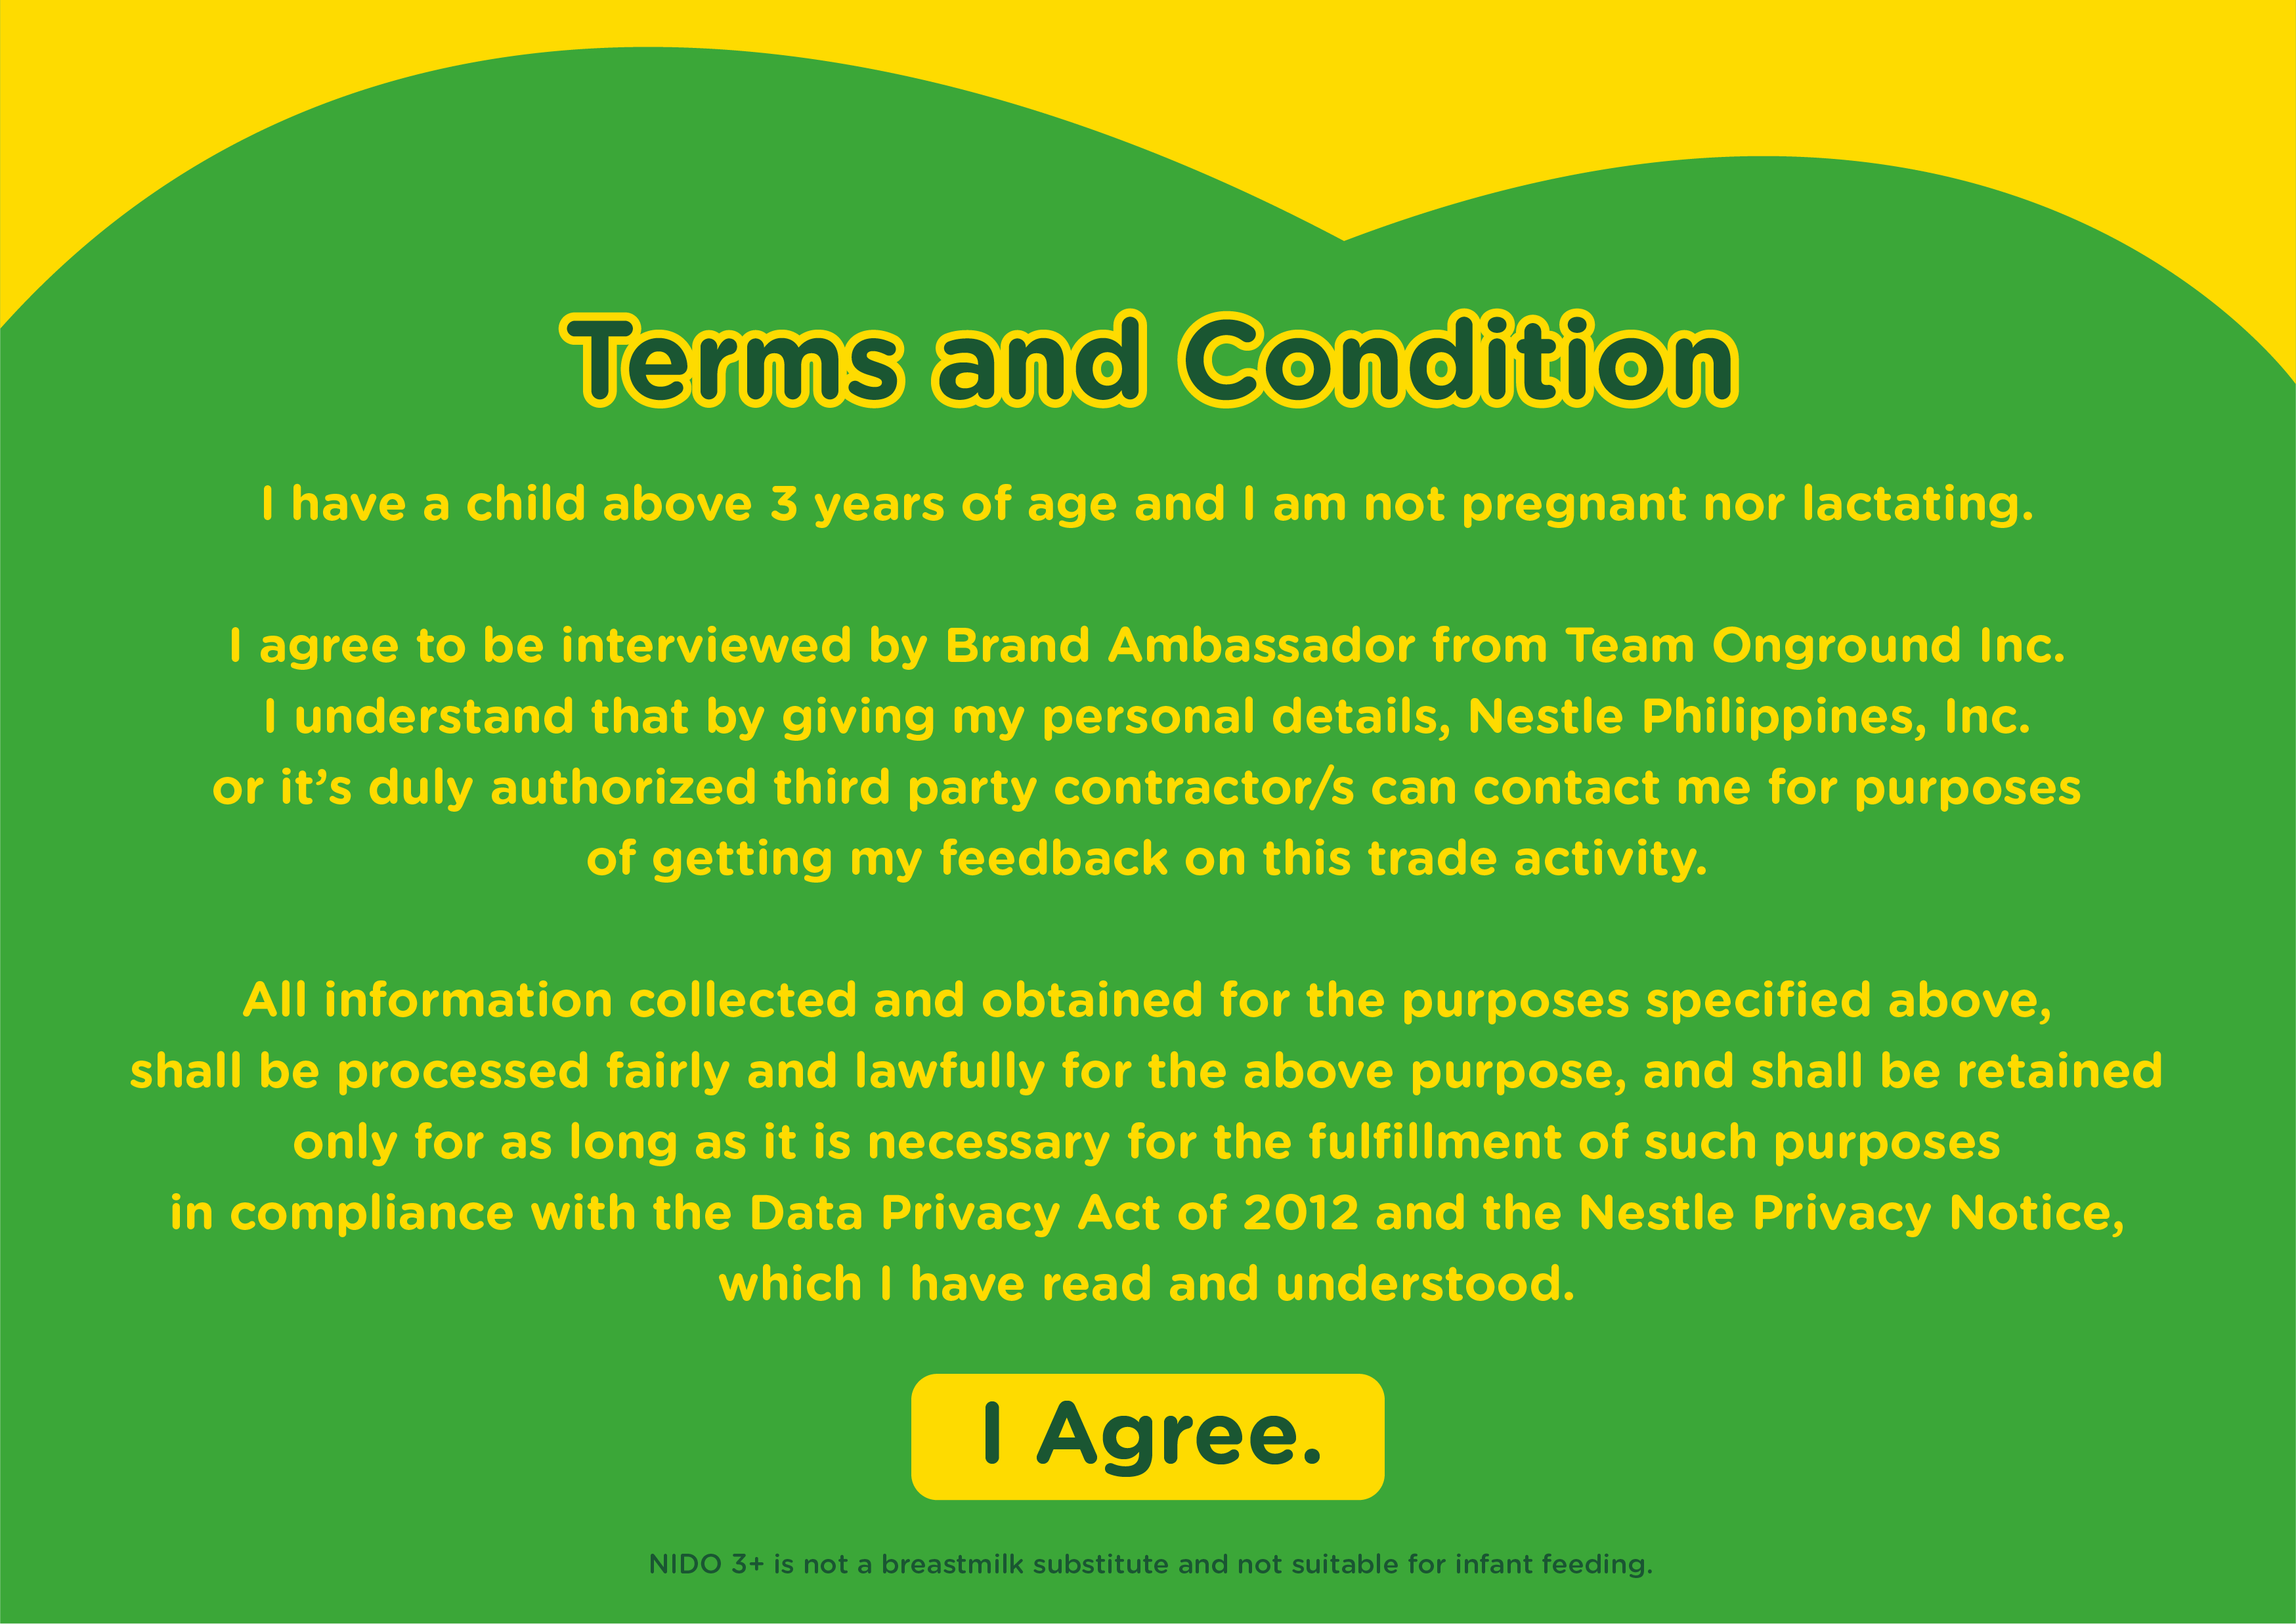 Terms and Condition
I have a child above 3 years of age and I am not pregnant nor lactating.
I agree to be interviewed by Brand Ambassador from Team Onground Inc.
I understand that by giving my personal details, Nestle Philippines, Inc.
or it’s duly authorized third party contractor/s can contact me for purposes
of getting my feedback on this trade activity.
All information collected and obtained for the purposes specified above,
shall be processed fairly and lawfully for the above purpose, and shall be retained
only for as long as it is necessary for the fulfillment of such purposes
in compliance with the Data Privacy Act of 2012 and the Nestle Privacy Notice,
which I have read and understood.
I Agree.
NIDO 3+ is not a breastmilk substitute and not suitable for infant feeding.